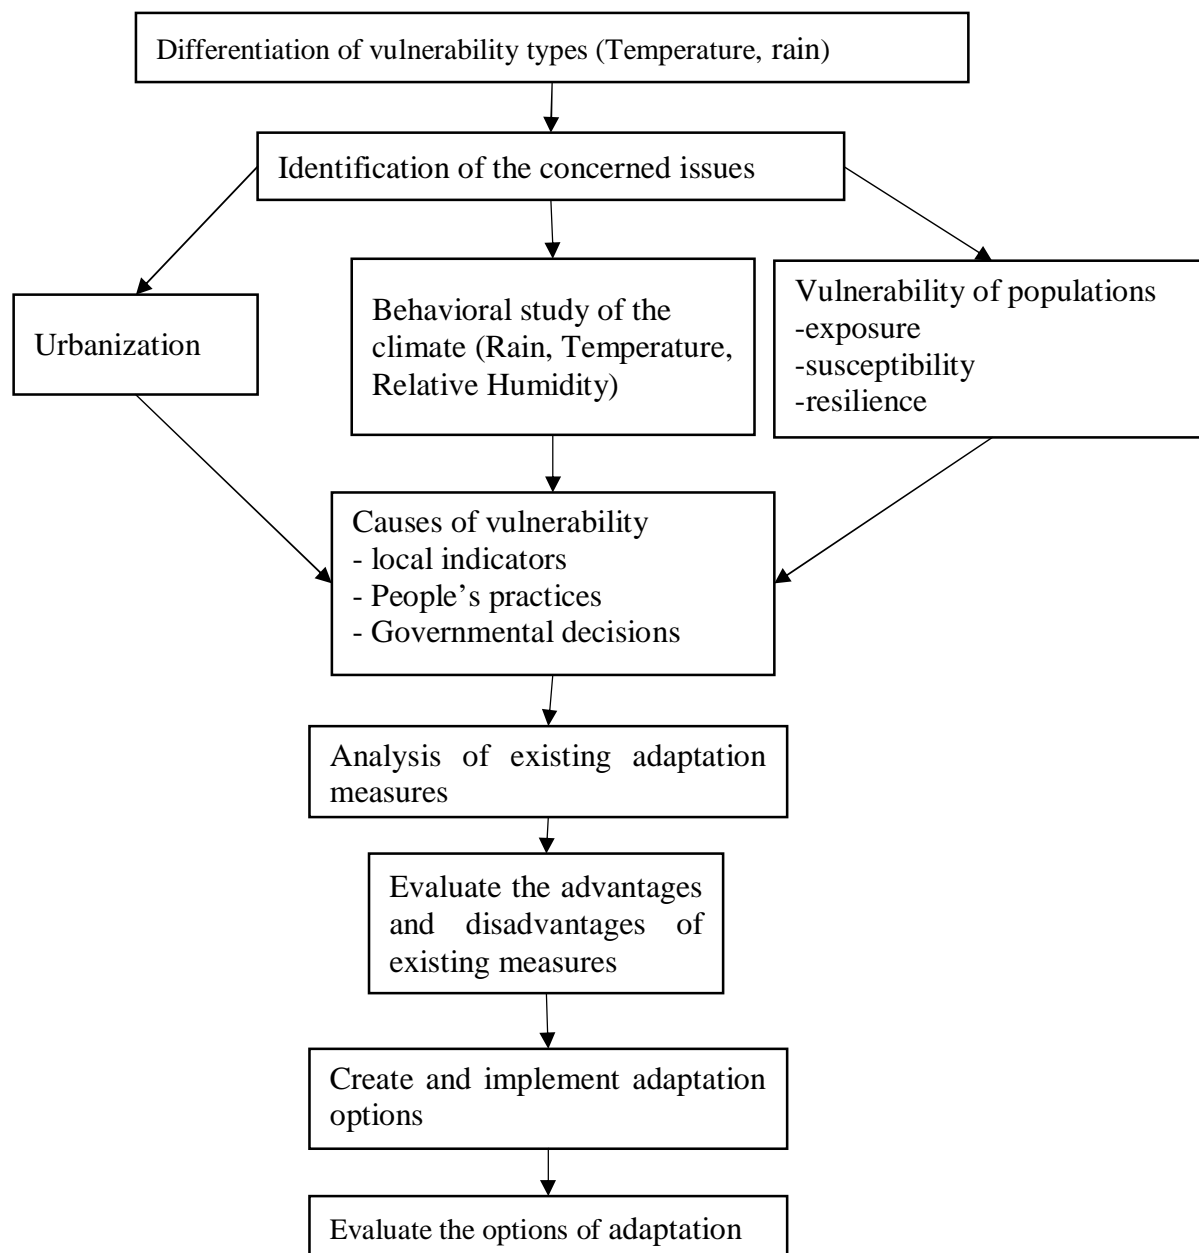 Differentiation of vulnerability types (Temperature, rain)
Identification of the concerned issues
Urbanization
Behavioral study of the
climate (Rain, Temperature,
Relative Humidity)
Vulnerability of populations
-exposure
-susceptibility
-resilience
Causes of vulnerability
- local indicators
- People’s practices
- Governmental decisions
Analysis of existing adaptation
measures
Evaluate the advantages
and disadvantages of
existing measures
Create and implement adaptation
options
Evaluate the options of adaptation